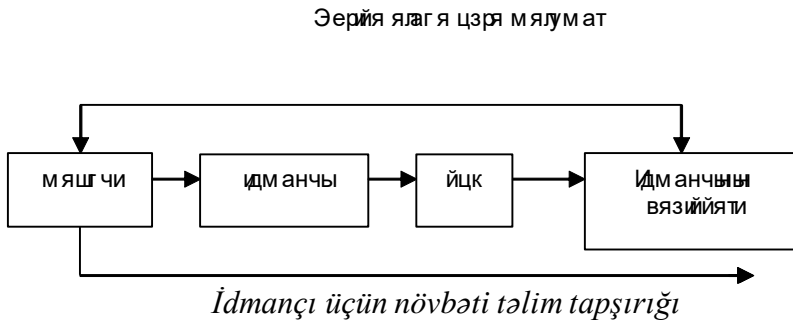 Эерийя ялагя цзря мялумат
мяшгчи
идманчы
йцк
Идманчынын
вязиййяти
İdmançı üçün növbəti təlim tapşırığı